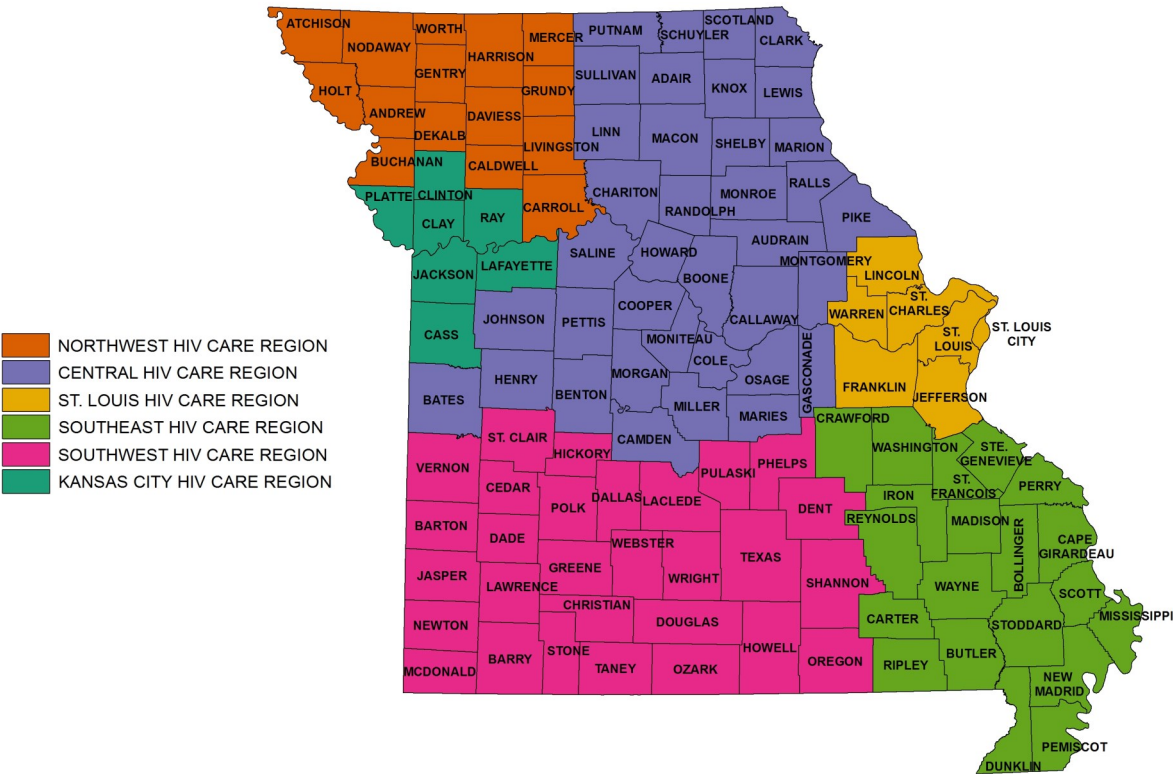 ATCHISON
NODAWAY
WORTH
HARRISON
MERCER
PUTNAM
SCHUYLER
SCOTLAND
CLARK
HOLT
GENTRY
GRUNDY
SULLIVAN
ADAIR
KNOX
LEWIS
ANDREW
DEKALB
DAVIESS
LIVINGSTON
LINN
MACON
SHELBY
MARION
BUCHANAN
CALDWELL
PLATTE
CLINTON
CLAY
RAY
CARROLL
CHARITON
RANDOLPH
MONROE
RALLS
PIKE
JACKSON
LAFAYETTE
SALINE
HOWARD
BOONE
AUDRAIN
MONTGOMERY
LINCOLN
CASS
JOHNSON
PETTIS
COOPER
MONITEAU
COLE
CALLAWAY
WARREN
ST.
CHARLES
ST.
LOUIS
ST. LOUIS
CITY
BATES
HENRY
BENTON
MORGAN
MILLER
OSAGE
MARIES
GASCONADE
FRANKLIN
JEFFERSON
CAMDEN
NORTHWEST HIV CARE REGION
CENTRAL HIV CARE REGION
ST. LOUIS HIV CARE REGION
SOUTHEAST HIV CARE REGION
SOUTHWEST HIV CARE REGION
KANSAS CITY HIV CARE REGION
VERNON
ST. CLAIR
HICKORY
PULASKI
PHELPS
CRAWFORD
WASHINGTON
STE.
GENEVIEVE
ST.
FRANCOIS
PERRY
CEDAR
POLK
DALLAS
LACLEDE
DENT
IRON
REYNOLDS
MADISON
BOLLINGER
CAPE
GIRARDEAU
BARTON
DADE
WEBSTER
TEXAS
JASPER
LAWRENCE
GREENE
WRIGHT
SHANNON
WAYNE
SCOTT
MISSISSIPPI
NEWTON
CHRISTIAN
DOUGLAS
CARTER
STODDARD
MCDONALD
BARRY
STONE
TANEY
OZARK
HOWELL
OREGON
RIPLEY
BUTLER
NEW
MADRID
PEMISCOT
DUNKLIN